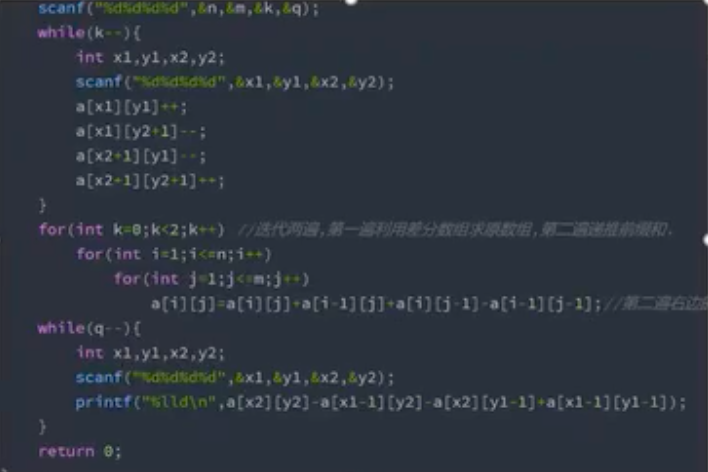 scanf("%d%d%d%d",&n,&m,&k,&q);
while(k--){
int x1,y1,x2,y2;
scanf("%d%d%d%d",&x1,&y1,&x2,&y2);
a[x1][y1]++;
a[x1][y2+1]--;
a[x2+1][y1]--;
a[x2+1][y2+1]++;
}
for(int k=0;k<2;k++) //迭代两遍,第一遍利用差分数组求原数组,第二遍递推前缀和.
for(int i=1;i<=n;i++)
for(int j=1;j<=m;j++)
a[i][j]=a[i][j]+a[i-1][j]+a[i][j-1]-a[i-1][j-1];//第二遍右边的
while(q--){
int x1,y1,x2,y2;
scanf("%d%d%d%d",&x1,&y1,&x2,&y2);
printf("%lld\n",a[x2][y2]-a[x1-1][y2]-a[x2][y1-1]+a[x1-1][y1-1]);
}
return 0;